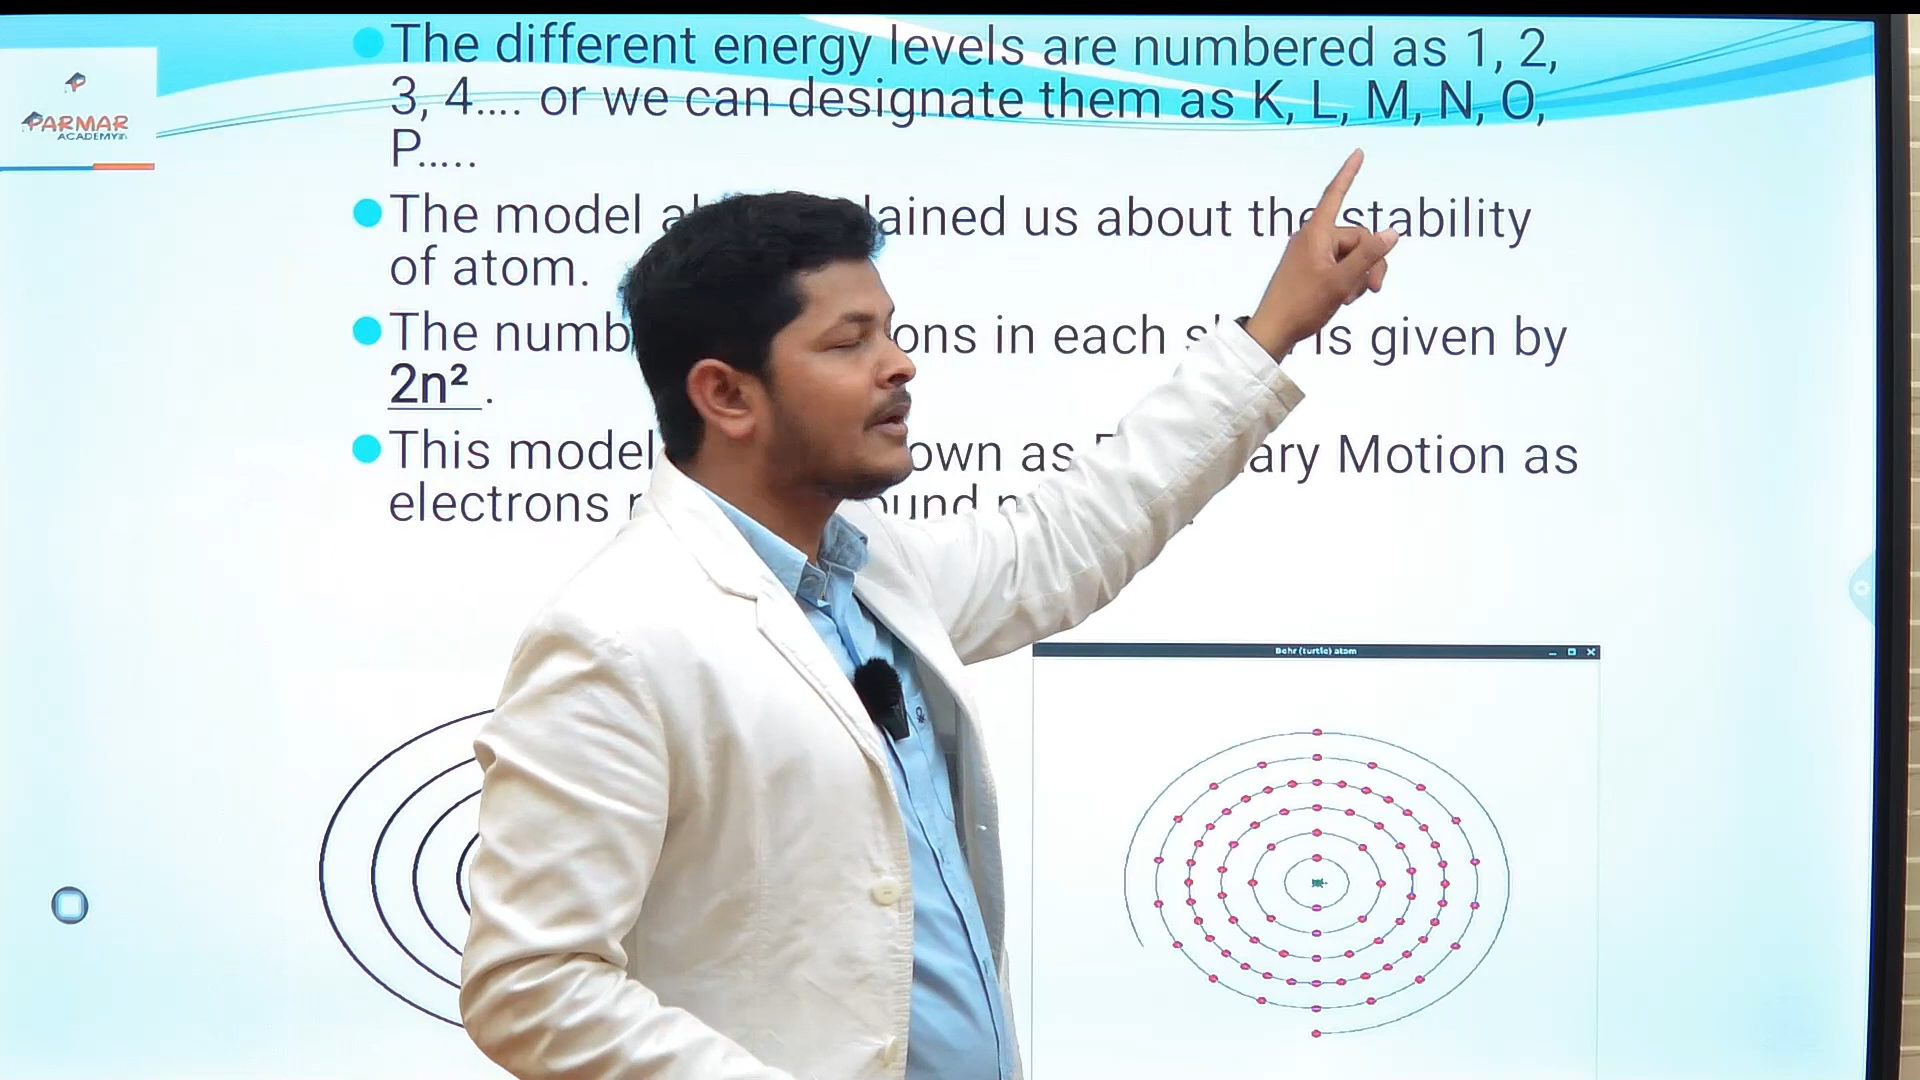 The different energy levels are numbered as 1, 2,
3, 4.... or we can designate them as K, L, M, N, O,
P.....
PARMAR
ACADEMY
The model lained us about the stability
of atom.
The numb ons in each is given by
2n² .
This model own as ary Motion as
electrons
Bohr (turtle) atom